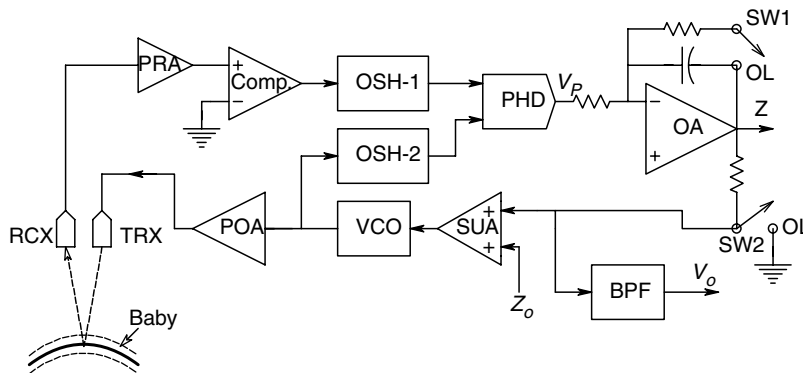 SW1
PRA
+
Comp.
−
OSH-1
PHD
V_P
OL
−
OA
+
Z
OSH-2
RCX
TRX
POA
VCO
SUA
+
+
Z_o
SW2
OL
BPF
V_o
Baby